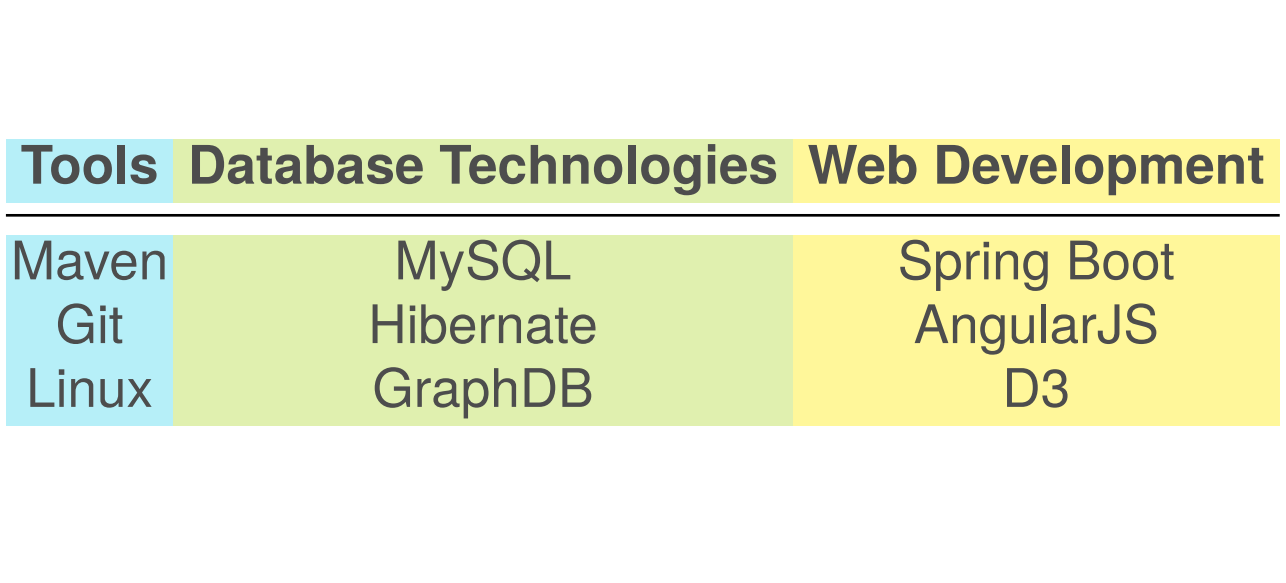 Tools Database Technologies Web Development
Maven MySQL Spring Boot
Git Hibernate AngularJS
Linux GraphDB D3